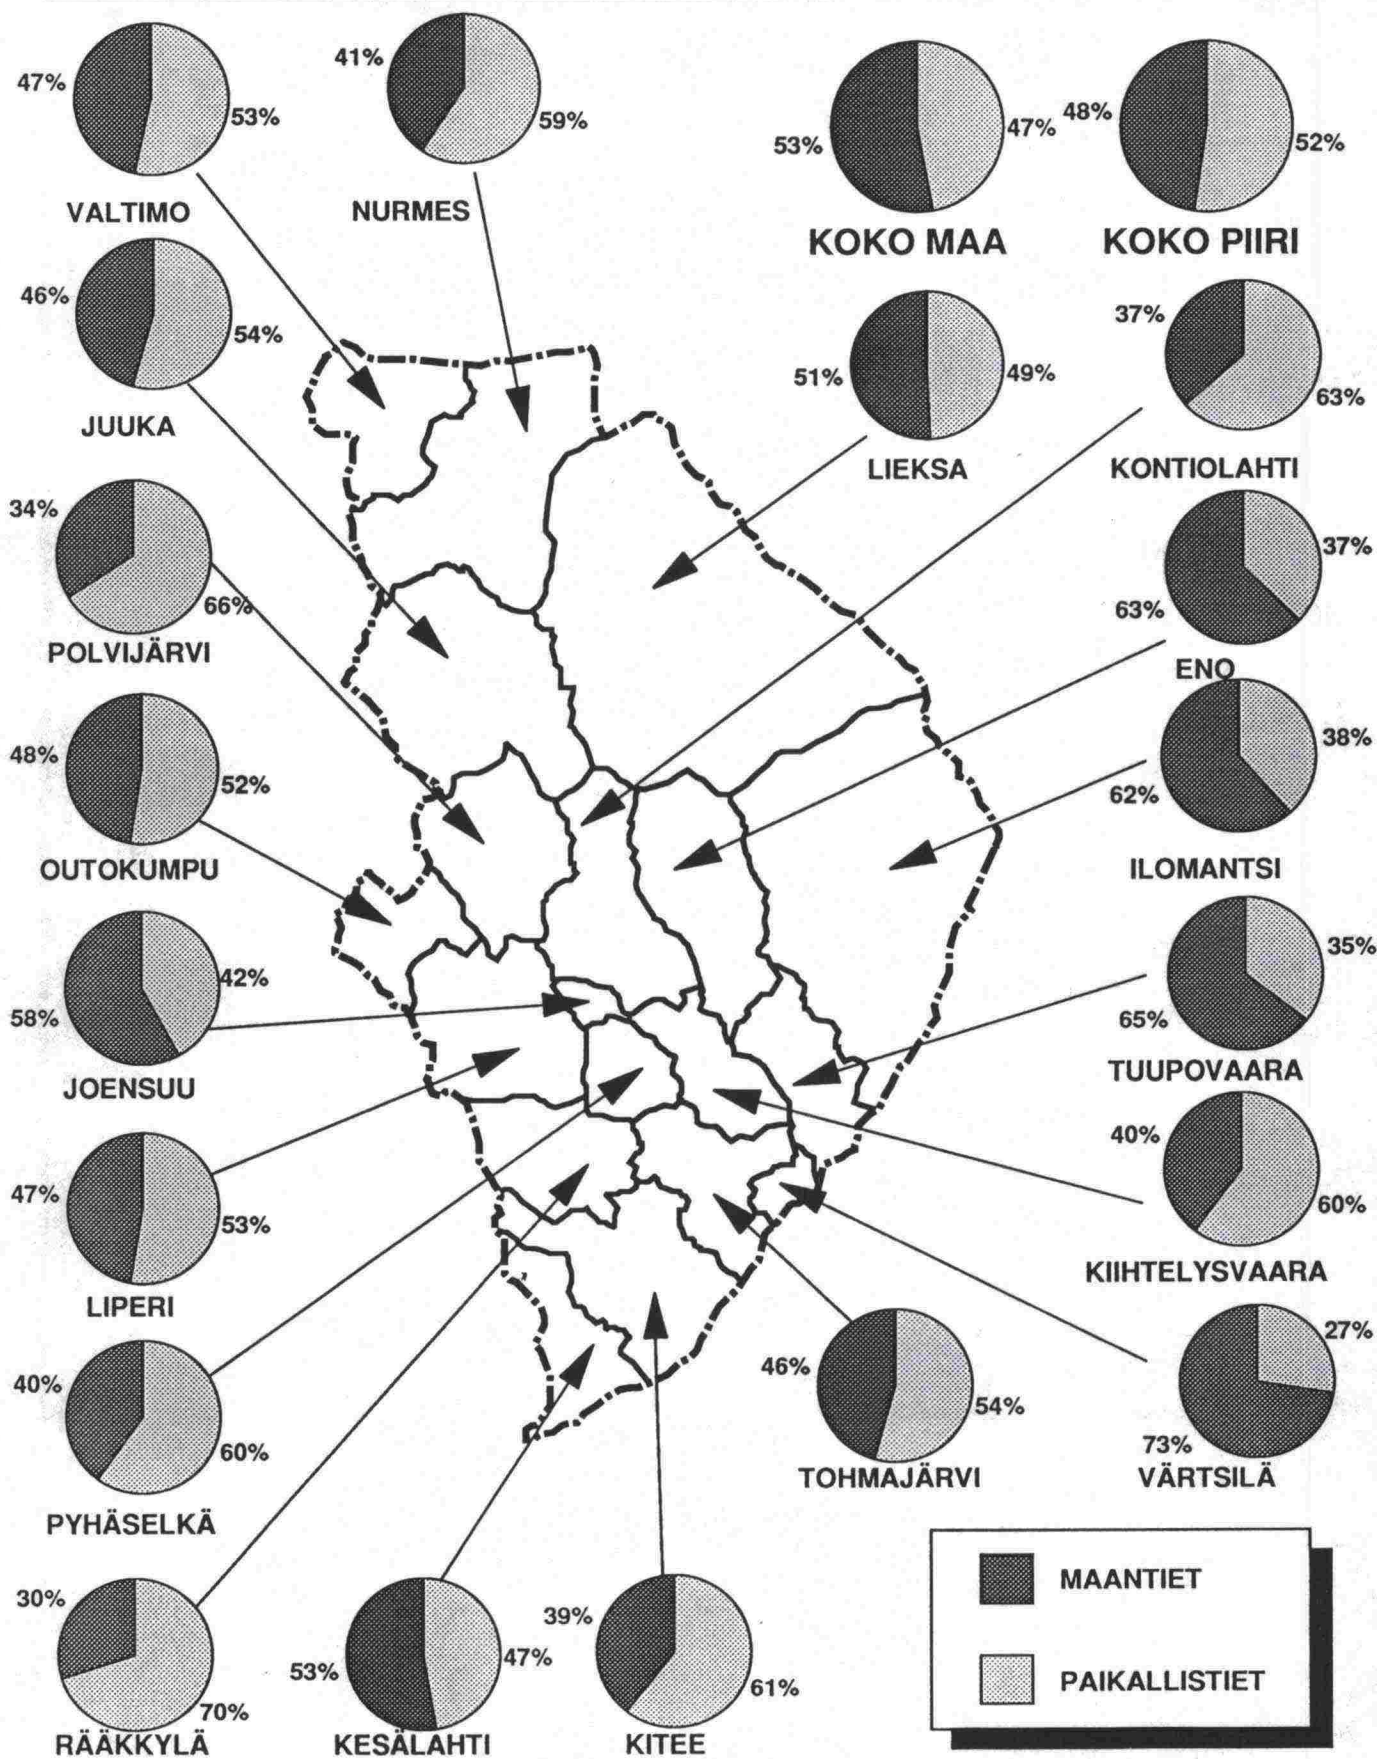 47%
53%
VALTIMO
41%
59%
NURMES
53%
47%
KOKO MAA
48%
52%
KOKO PIIRI
46%
54%
JUUKA
51%
49%
LIEKSA
37%
63%
KONTIOLAHTI
34%
66%
POLVIJÄRVI
37%
63%
ENO
48%
52%
OUTOKUMPU
38%
62%
ILOMANTSI
42%
58%
JOENSUU
35%
65%
TUUPOVAARA
47%
53%
LIPERI
40%
60%
KIIHTELYSVAARA
40%
60%
PYHÄSELKÄ
46%
54%
TOHMAJÄRVI
27%
73%
VÄRTSILÄ
30%
70%
RÄÄKKYLÄ
53%
47%
KESÄLAHTI
39%
61%
KITEE
MAANTIET
PAIKALLISTIET